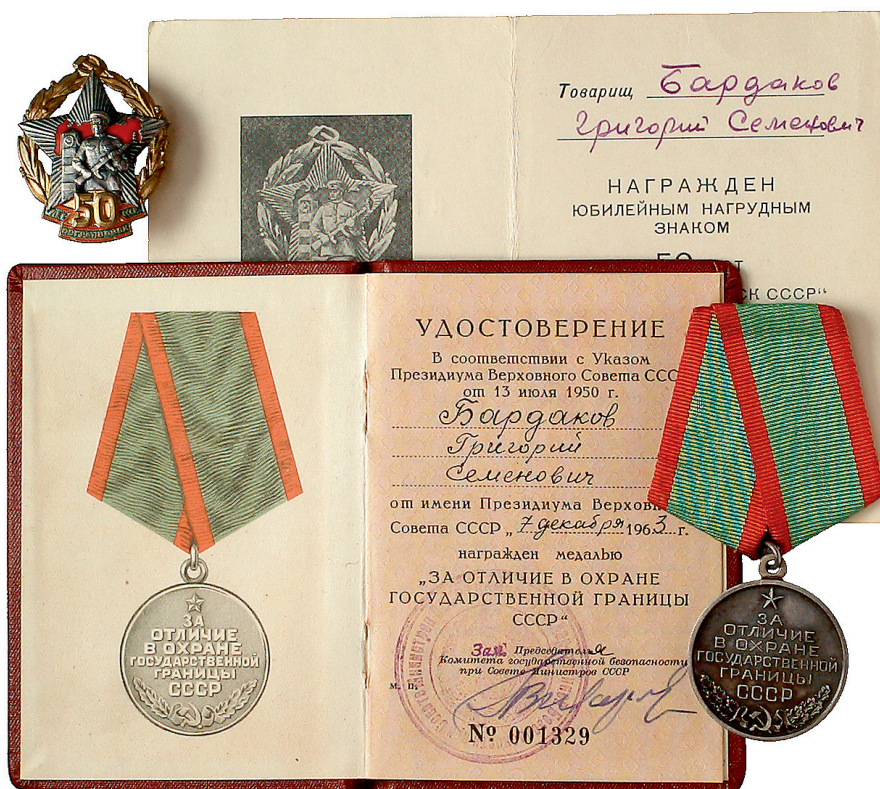 50
Товарищ Бардаков
Григорий Семенович
НАГРАЖДЕН
ЮБИЛЕЙНЫМ НАГРУДНЫМ
ЗНАКОМ
СК СССР"
ЗА
ОТЛИЧИЕ
В ОХРАНЕ
ГОСУДАРСТВЕННОЙ
ГРАНИЦЫ
СССР
УДОСТОВЕРЕНИЕ
В соответствии с Указом
Президиума Верховного Совета ССС
от 13 июля 1950 г.
Бардаков
Григорий
Семенович
от имени Президиума Верхов
Совета СССР „7 декабря 1963 г.
награжден медалью
„ЗА ОТЛИЧИЕ В ОХРАНЕ
ГОСУДАРСТВЕННОЙ ГРАНИЦЫ
СССР"
Зам. Председателя
Комитета государственной безопасности
при Совете Министров СССР
М. П.
№ 001329
ЗА
ОТЛИЧИЕ
В ОХРАНЕ
ГОСУДАРСТВЕННОЙ
ГРАНИЦЫ
СССР